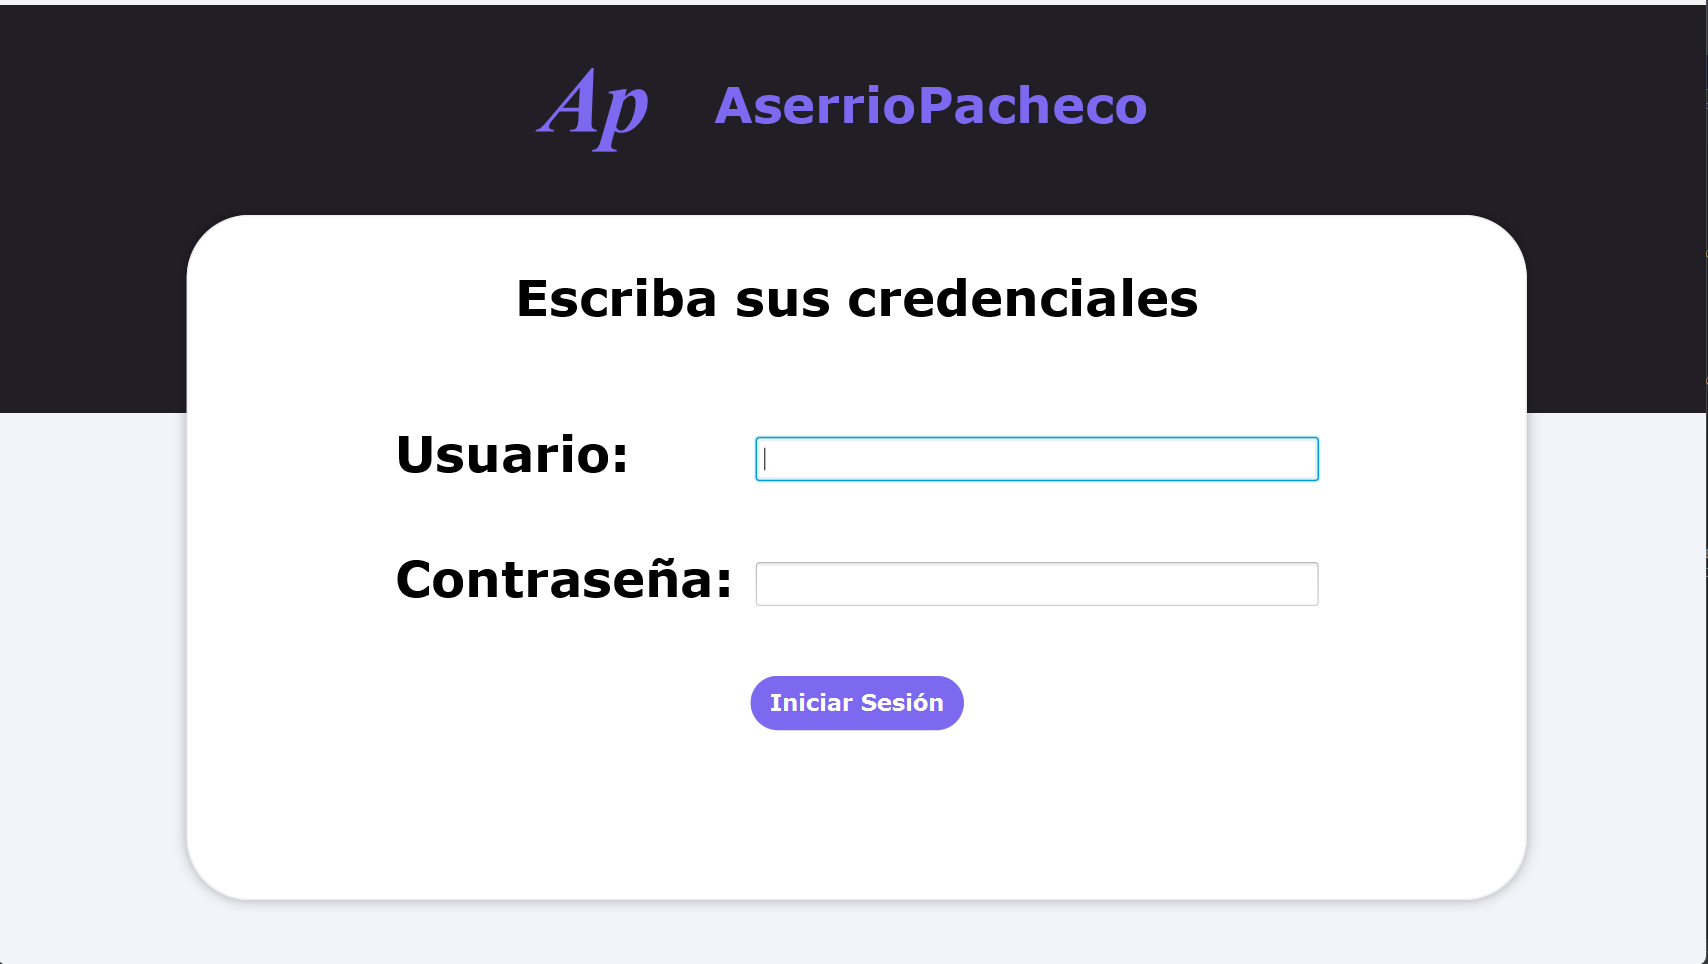 Ap AserrioPacheco
Escriba sus credenciales
Usuario:
Contraseña:
Iniciar Sesión